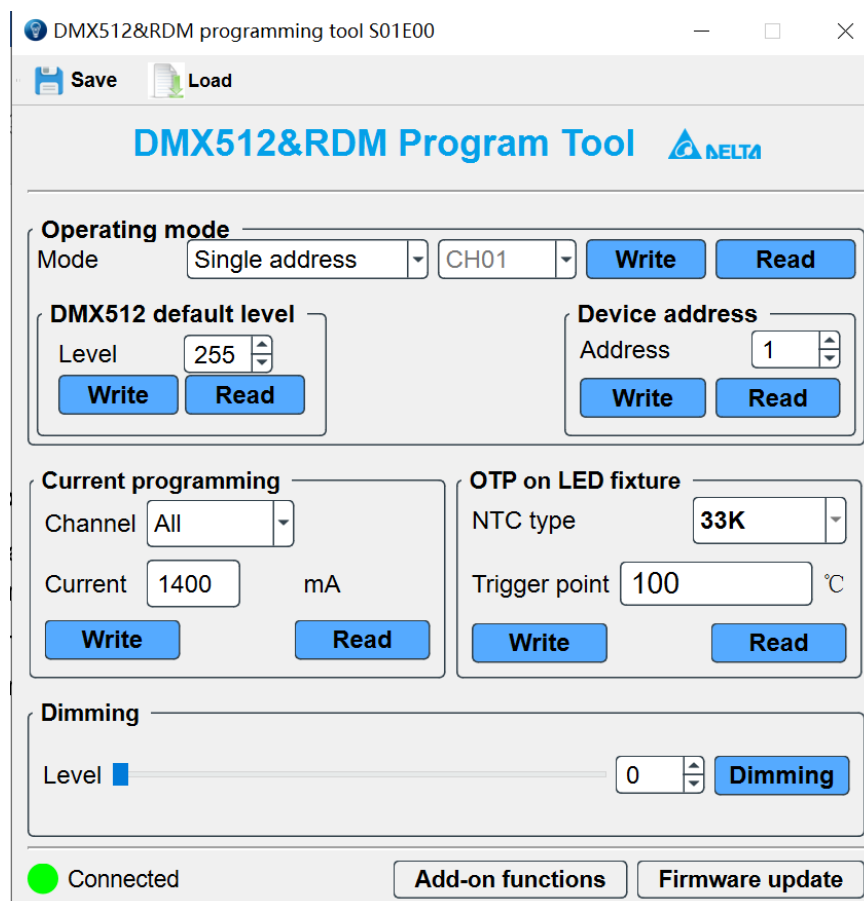 DMX512&RDM programming tool S01E00
Save Load
DMX512&RDM Program Tool DELTA
Operating mode
Mode Single address CH01 Write Read
DMX512 default level
Level 255
Write Read
Device address
Address 1
Write Read
Current programming
Channel All
Current 1400 mA
Write Read
OTP on LED fixture
NTC type 33K
Trigger point 100 ℃
Write Read
Dimming
Level 0 Dimming
Connected Add-on functions Firmware update